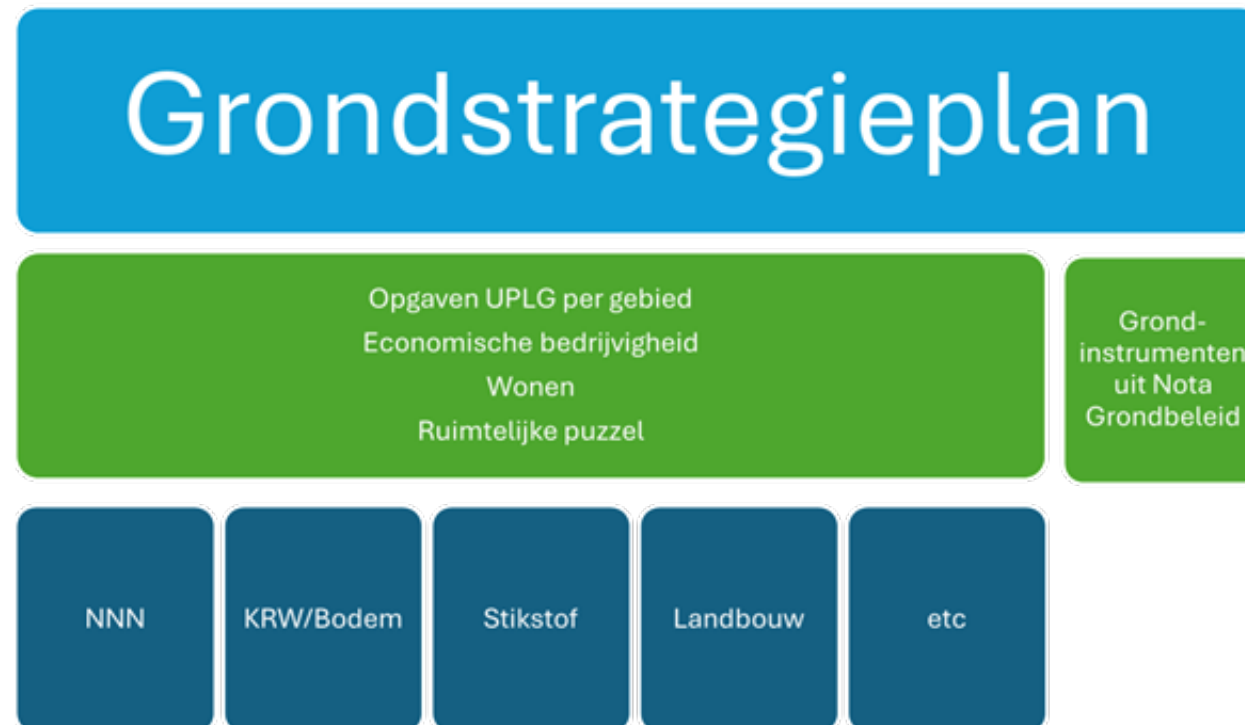 Grondstrategieplan
Opgaven UPLG per gebied
Economische bedrijvigheid
Wonen
Ruimtelijke puzzel
Grond-
instrumenten
uit Nota
Grondbeleid
NNN
KRW/Bodem
Stikstof
Landbouw
etc